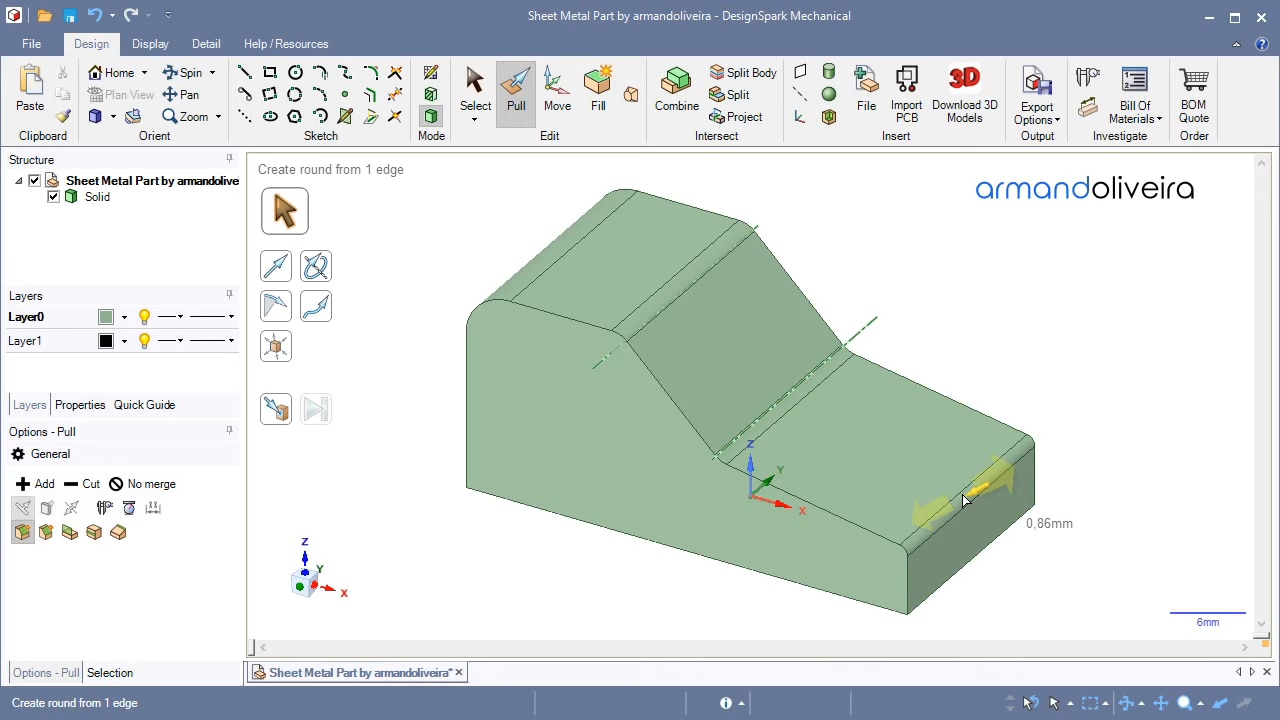 Sheet Metal Part by armandoliveira - DesignSpark Mechanical
File Design Display Detail Help / Resources
Paste
Clipboard
Home
Spin
Plan View
Pan
Zoom
Orient
Sketch
Mode
Select
Pull
Move
Fill
Edit
Combine
Split Body
Split
Project
Intersect
File
Import
PCB
3D
Download 3D
Models
Insert
Export
Options
Output
Bill Of
Materials
Investigate
BOM
Quote
Order
Structure
Sheet Metal Part by armandolive
Solid
Layers
Layer0
Layer1
Layers Properties Quick Guide
Options - Pull
General
Add Cut No merge
Options - Pull Selection
Create round from 1 edge
armandoliveira
Z
Y
X
0,86mm
Z
Y
X
6mm
Sheet Metal Part by armandoliveira*
Create round from 1 edge